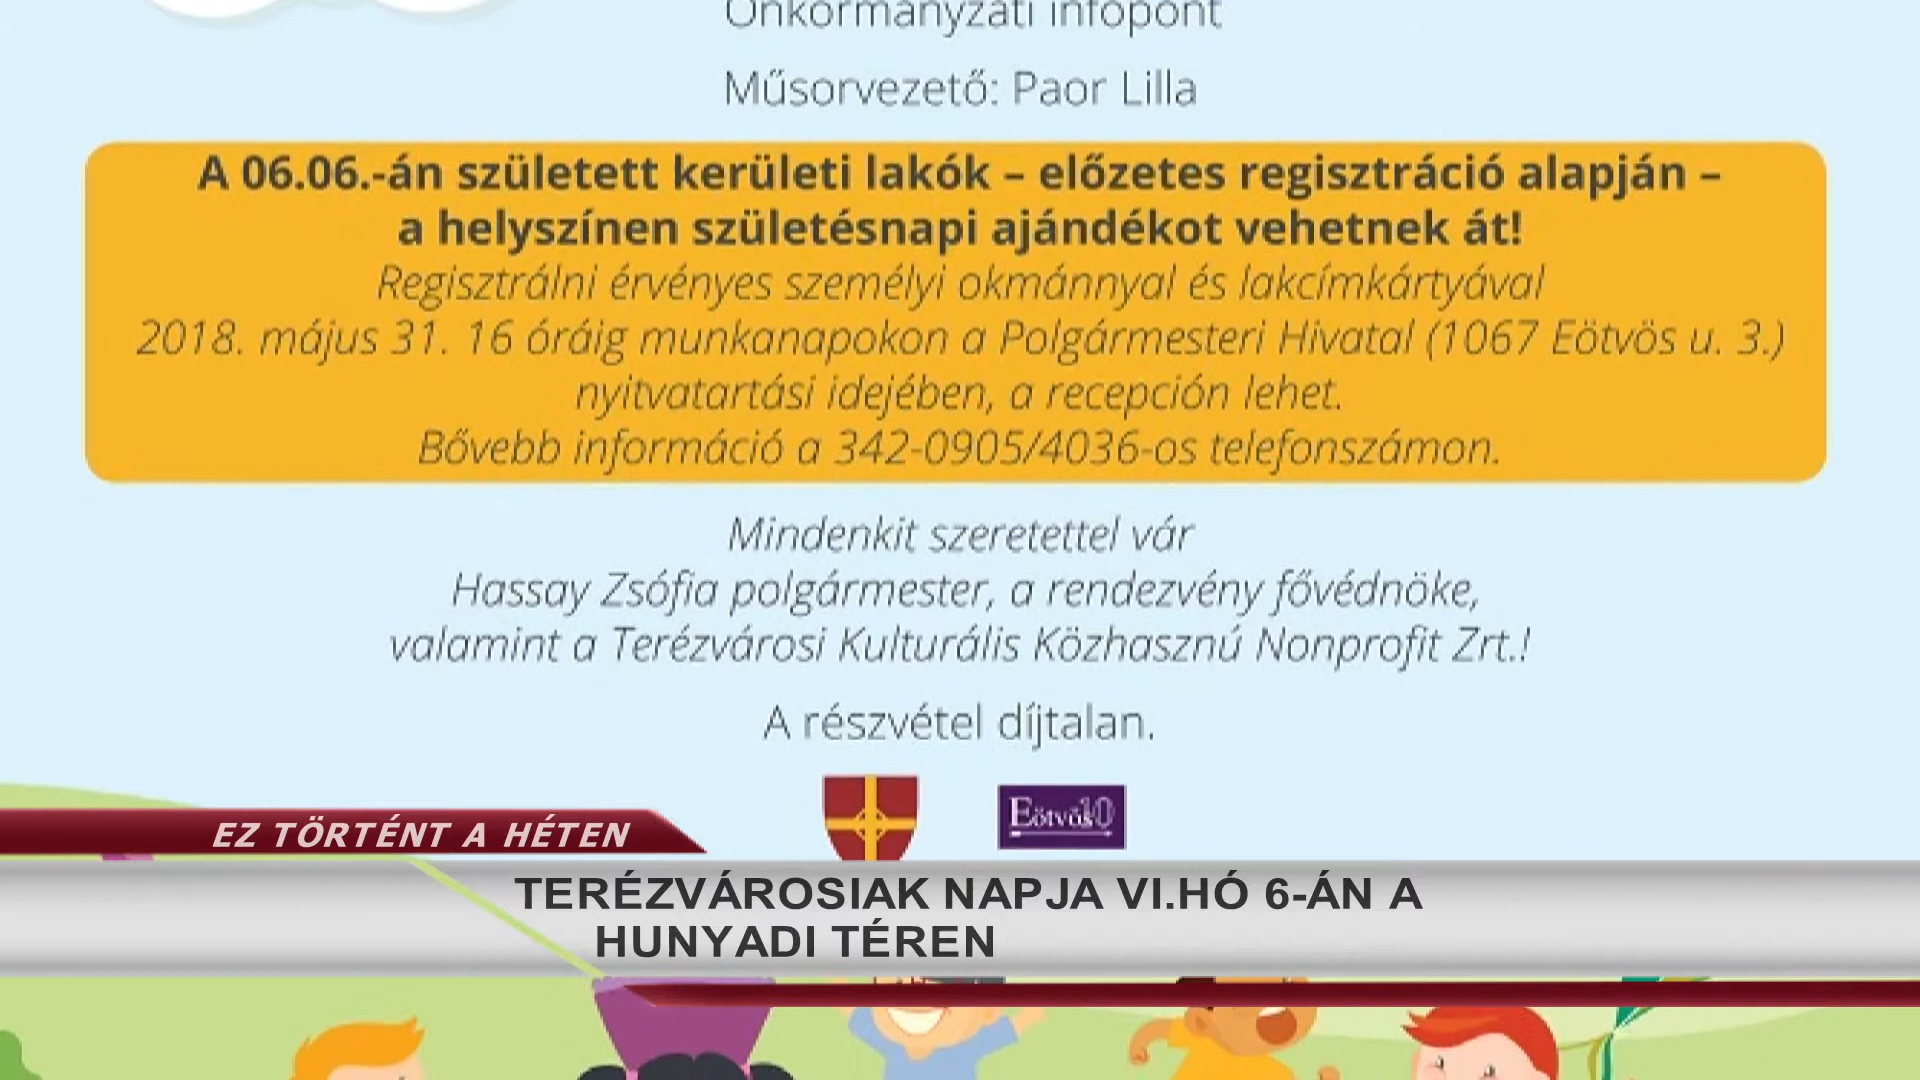 Önkormányzati infópont
Műsorvezető: Paor Lilla
A 06.06.-án született kerületi lakók – előzetes regisztráció alapján –
a helyszínen születésnapi ajándékot vehetnek át!
Regisztrálni érvényes személyi okmánnyal és lakcímkártyával
2018. május 31. 16 óráig munkanapokon a Polgármesteri Hivatal (1067 Eötvös u. 3.)
nyitvatartási idejében, a recepción lehet.
Bővebb információ a 342-0905/4036-os telefonszámon.
Mindenkit szeretettel vár
Hassay Zsófia polgármester, a rendezvény fővédnöke,
valamint a Terézvárosi Kulturális Közhasznú Nonprofit Zrt.!
A részvétel díjtalan.
Eötvös10
EZ TÖRTÉNT A HÉTEN
TERÉZVÁROSIAK NAPJA VI.HÓ 6-ÁN A
HUNYADI TÉREN